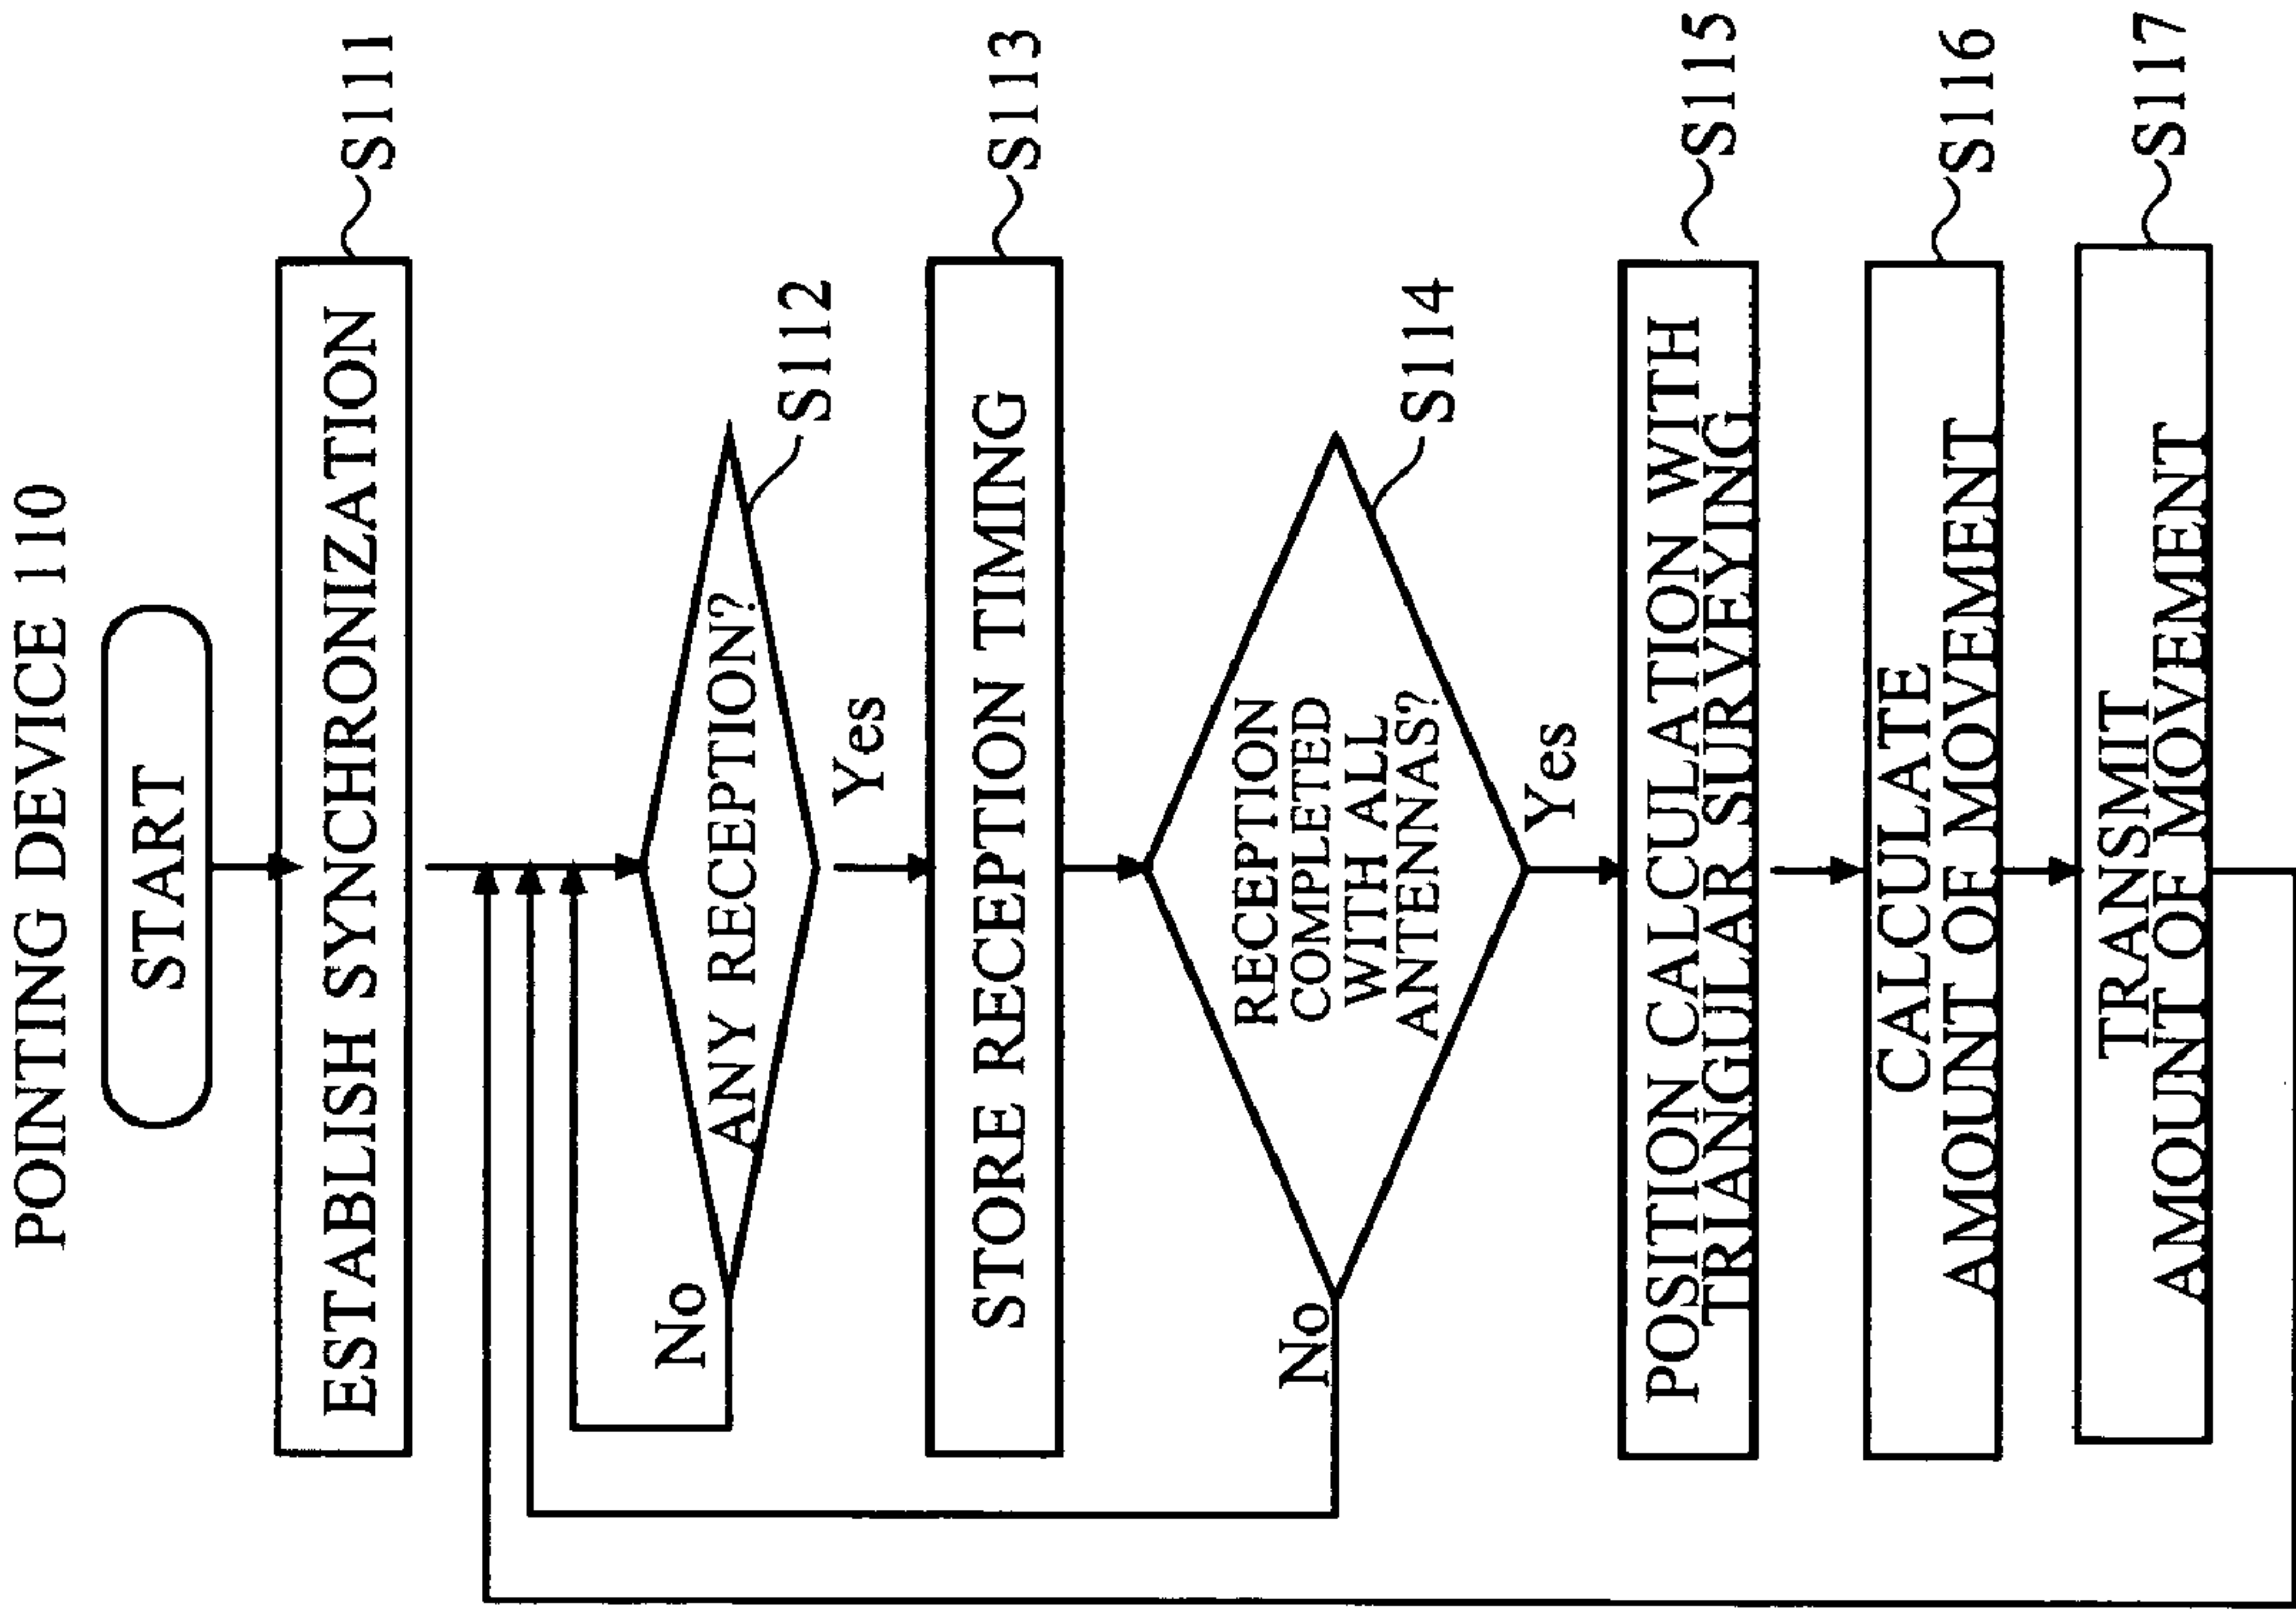 POINTING DEVICE 110
START
ESTABLISH SYNCHRONIZATION
S111
ANY RECEPTION?
S112
No
Yes
STORE RECEPTION TIMING
S113
RECEPTION
COMPLETED
WITH ALL
ANTENNAS?
S114
No
Yes
POSITION CALCULATION WITH
TRIANGULAR SURVEYING
S115
CALCULATE
AMOUNT OF MOVEMENT
S116
TRANSMIT
AMOUNT OF MOVEMENT
S117